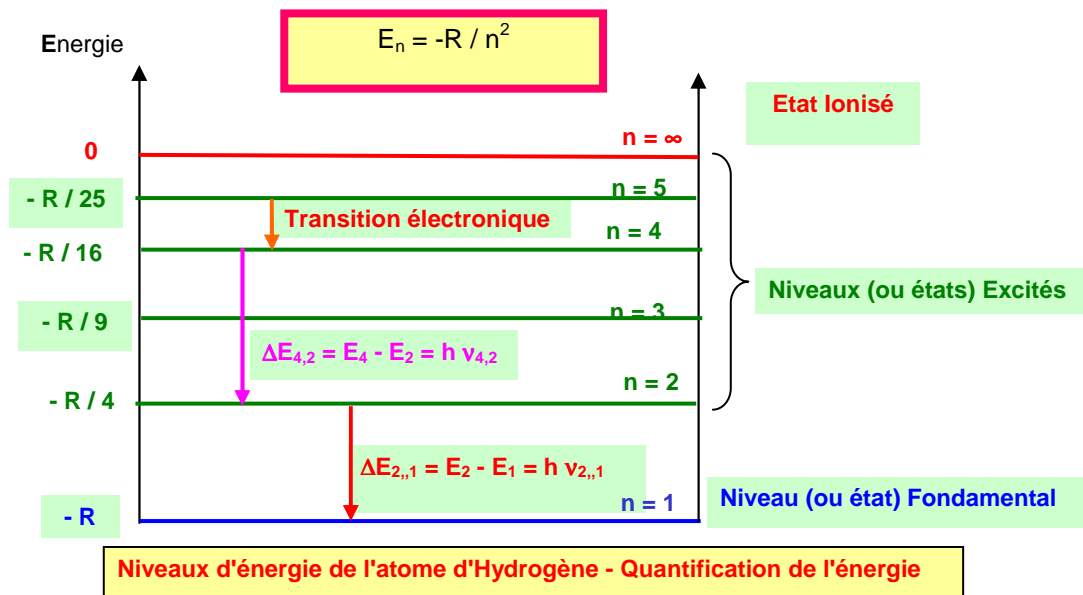 Energie
Eₙ = -R / n²
Etat Ionisé
0
n = ∞
- R / 25
n = 5
Transition électronique
- R / 16
n = 4
Niveaux (ou états) Excités
- R / 9
n = 3
ΔE₄,₂ = E₄ - E₂ = h ν₄,₂
- R / 4
n = 2
ΔE₂,,₁ = E₂ - E₁ = h ν₂,,₁
Niveau (ou état) Fondamental
- R
n = 1
Niveaux d'énergie de l'atome d'Hydrogène - Quantification de l'énergie